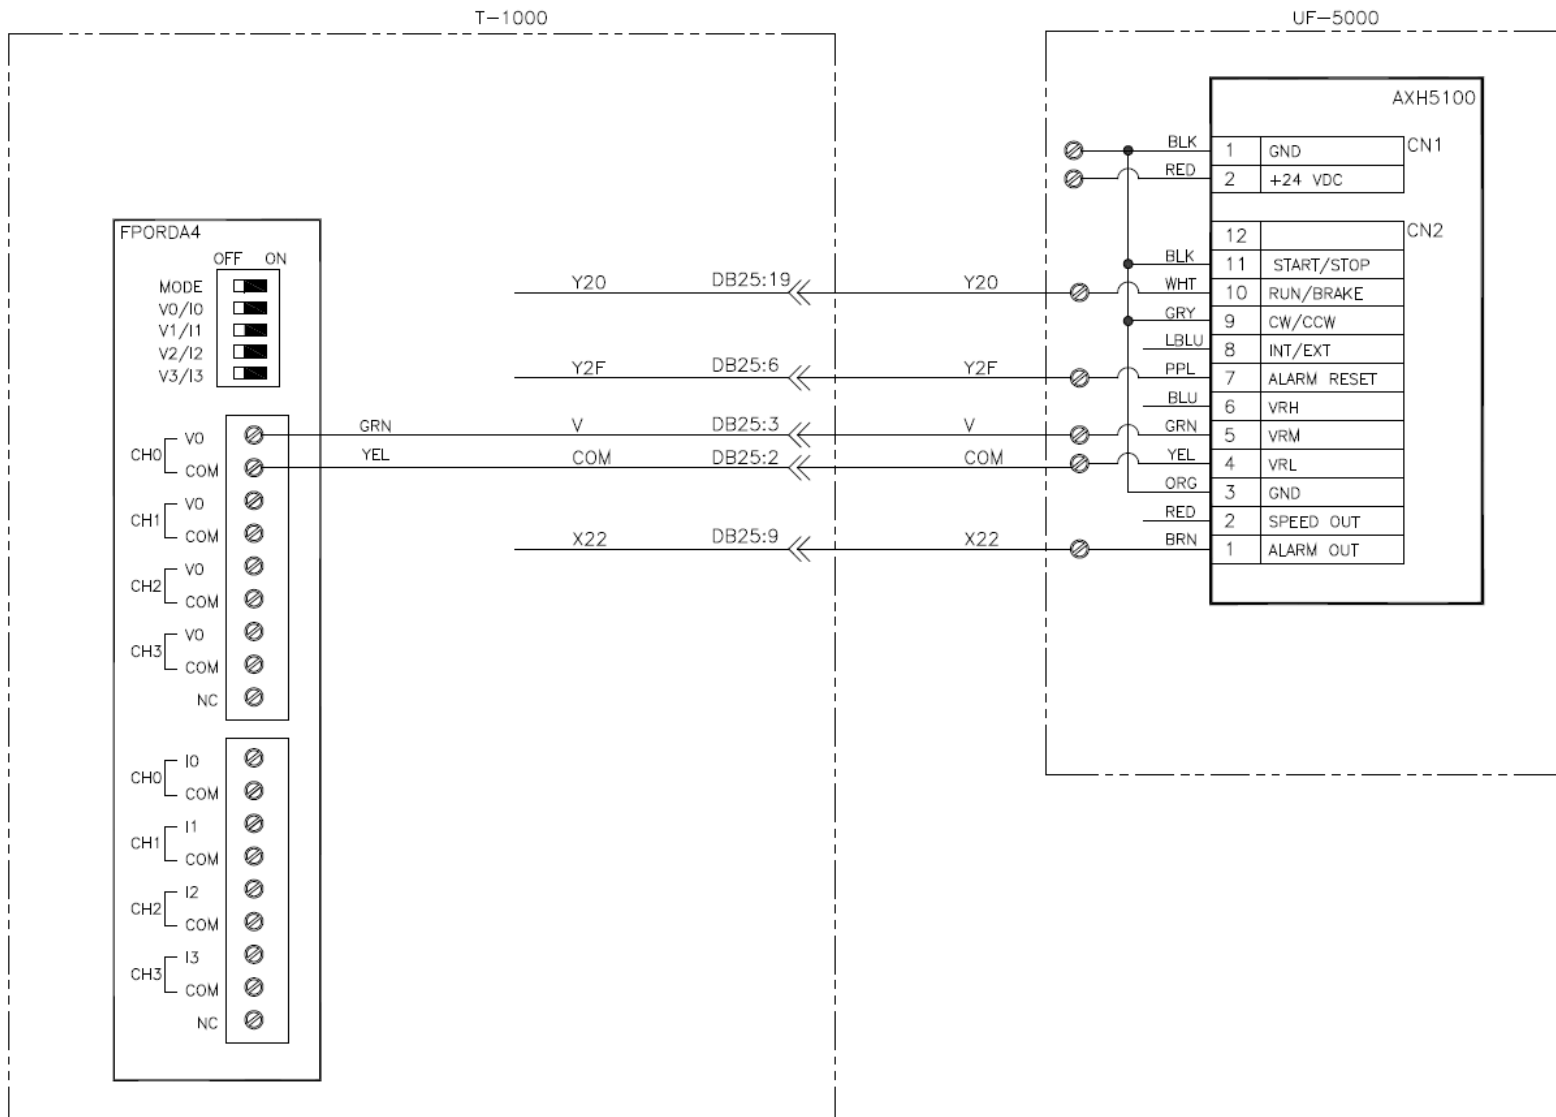 T-1000
UF-5000
AXH5100
CN1
BLK 1 GND
RED 2 +24 VDC
CN2
12
BLK 11 START/STOP
Y20 DB25:19 Y20 WHT 10 RUN/BRAKE
GRY 9 CW/CCW
LBLU 8 INT/EXT
Y2F DB25:6 Y2F PPL 7 ALARM RESET
BLU 6 VRH
GRN V DB25:3 V GRN 5 VRM
YEL COM DB25:2 COM YEL 4 VRL
ORG 3 GND
RED 2 SPEED OUT
X22 DB25:9 X22 BRN 1 ALARM OUT
FPORDA4
OFF ON
MODE
V0/I0
V1/I1
V2/I2
V3/I3
CH0 V0
COM
CH1 V0
COM
CH2 V0
COM
CH3 V0
COM
NC
CH0 I0
COM
CH1 I1
COM
CH2 I2
COM
CH3 I3
COM
NC